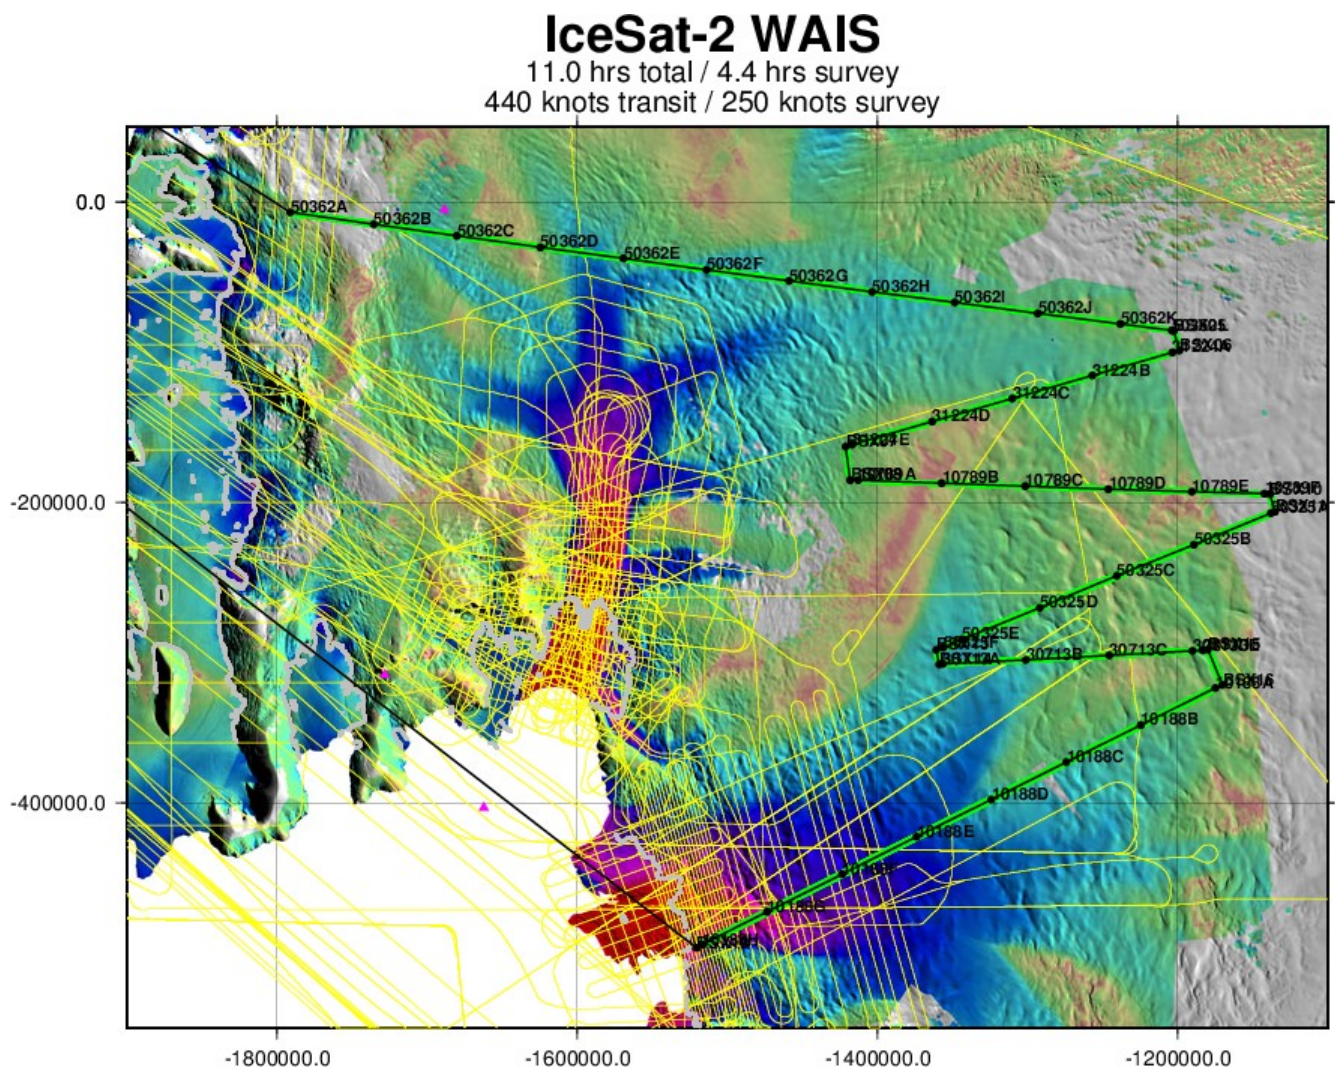 IceSat-2 WAIS
11.0 hrs total / 4.4 hrs survey
440 knots transit / 250 knots survey
0.0
50362A
50362B
50362C
50362D
50362E
50362F
50362G
50362H
50362I
50362J
50362K
31224B
31224C
31224D
10789B
10789C
10789D
10789E
-200000.0
50325B
50325C
50325D
50325E
30713B
30713C
10188B
10188C
10188D
-400000.0
10188E
10188G
-1800000.0
-1600000.0
-1400000.0
-1200000.0